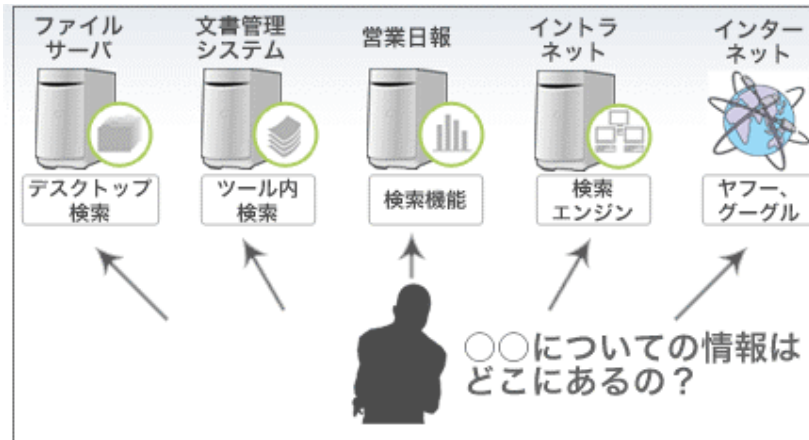 ファイル
サーバ
文書管理
システム
営業日報
イントラ
ネット
インター
ネット
デスクトップ
検索
ツール内
検索
検索機能
検索
エンジン
ヤフー、
グーグル
○○についての情報は
どこにあるの？